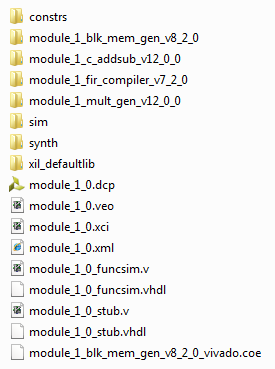 constrs
module_1_blk_mem_gen_v8_2_0
module_1_c_addsub_v12_0_0
module_1_fir_compiler_v7_2_0
module_1_mult_gen_v12_0_0
sim
synth
xil_defaultlib
module_1_0.dcp
module_1_0.veo
module_1_0.xci
module_1_0.xml
module_1_0_funcsim.v
module_1_0_funcsim.vhdl
module_1_0_stub.v
module_1_0_stub.vhdl
module_1_blk_mem_gen_v8_2_0_vivado.coe